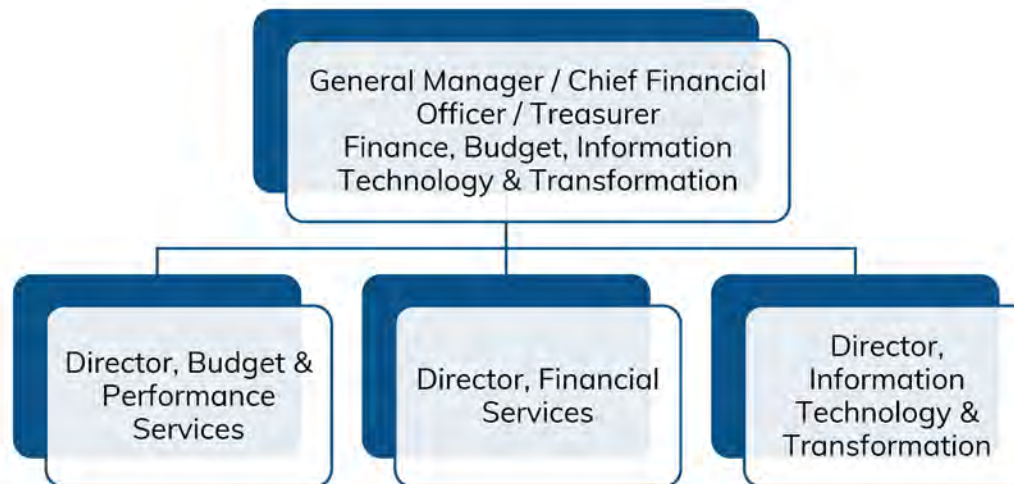 General Manager / Chief Financial
Officer / Treasurer
Finance, Budget, Information
Technology & Transformation
Director, Budget &
Performance
Services
Director, Financial
Services
Director,
Information
Technology &
Transformation